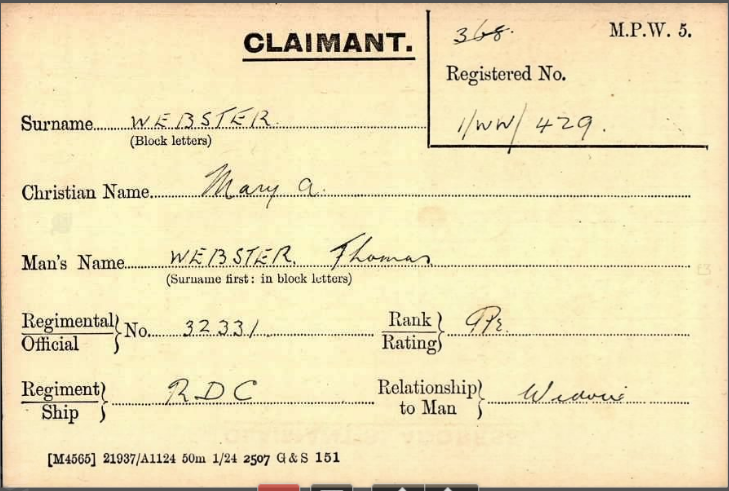 CLAIMANT.
368.
M.P.W. 5.
Registered No.
1/WW/429.
Surname WEBSTER.
(Block letters)
Christian Name Mary A.
Man's Name WEBSTER. Thomas
(Surname first: in block letters)
Regimental
Official } No. 32331
Rank
Rating } Pte.
Regiment
Ship } RDC
Relationship
to Man } Widow
[M4565] 21937/A1124 50m 1/24 2507 G & S 151